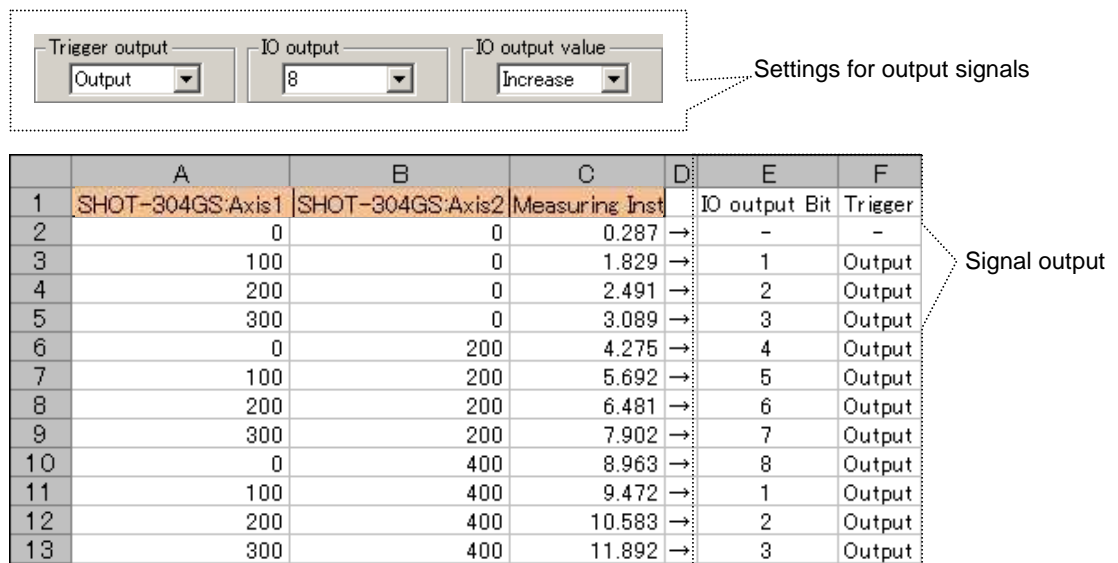 Trigger output IO output IO output value
Output 8 Increase
Settings for output signals
A B C D E F
1 SHOT-304GS:Axis1 SHOT-304GS:Axis2 Measuring Inst IO output Bit Trigger
2 0 0 0.287 → - -
3 100 0 1.829 → 1 Output
4 200 0 2.491 → 2 Output
5 300 0 3.089 → 3 Output
6 0 200 4.275 → 4 Output
7 100 200 5.692 → 5 Output
8 200 200 6.481 → 6 Output
9 300 200 7.902 → 7 Output
10 0 400 8.963 → 8 Output
11 100 400 9.472 → 1 Output
12 200 400 10.583 → 2 Output
13 300 400 11.892 → 3 Output
Signal output